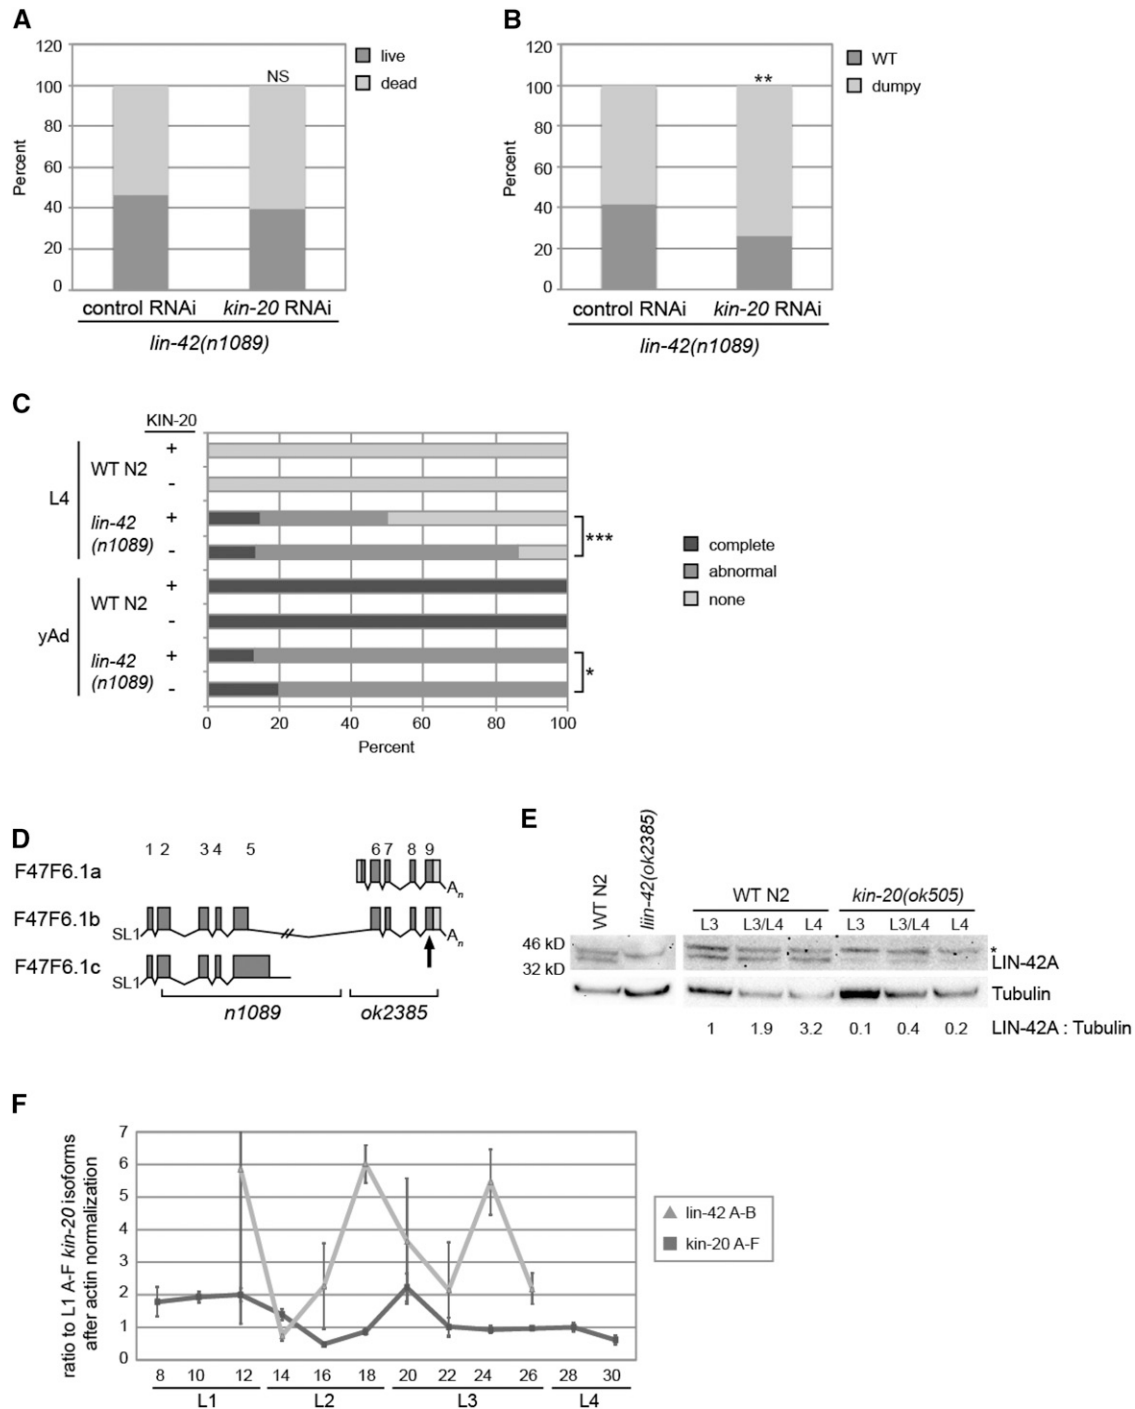 A
120
100
80
60
40
20
0
Percent
NS
live
dead
control RNAi
kin-20 RNAi
lin-42(n1089)
B
120
100
80
60
40
20
0
Percent
**
WT
dumpy
control RNAi
kin-20 RNAi
lin-42(n1089)
C
KIN-20
L4
WT N2
+
-
lin-42
(n1089)
+
-
***
yAd
WT N2
+
-
lin-42
(n1089)
+
-
*
0 20 40 60 80 100
Percent
complete
abnormal
none
D
1 2 3 4 5 6 7 8 9
F47F6.1a
An
F47F6.1b
SL1
An
F47F6.1c
SL1
n1089
ok2385
E
WT N2
liin-42(ok2385)
WT N2
kin-20(ok505)
L3 L3/L4 L4 L3 L3/L4 L4
46 kD
32 kD
*
LIN-42A
Tubulin
1 1.9 3.2 0.1 0.4 0.2 LIN-42A : Tubulin
F
ratio to L1 A-F kin-20 isoforms
after actin normalization
7
6
5
4
3
2
1
0
8 10 12 14 16 18 20 22 24 26 28 30
L1 L2 L3 L4
lin-42 A-B
kin-20 A-F